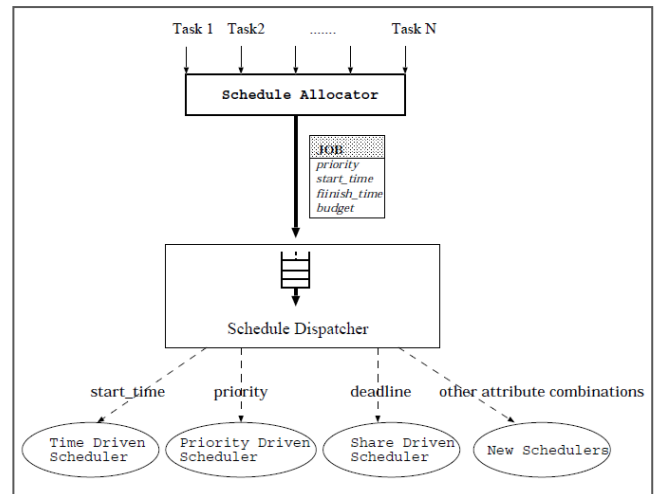 Task 1 Task2 ....... Task N
Schedule Allocator
JOB
priority
start_time
fiinish_time
budget
Schedule Dispatcher
start_time priority deadline other attribute combinations
Time Driven
Scheduler
Priority Driven
Scheduler
Share Driven
Scheduler
New Schedulers